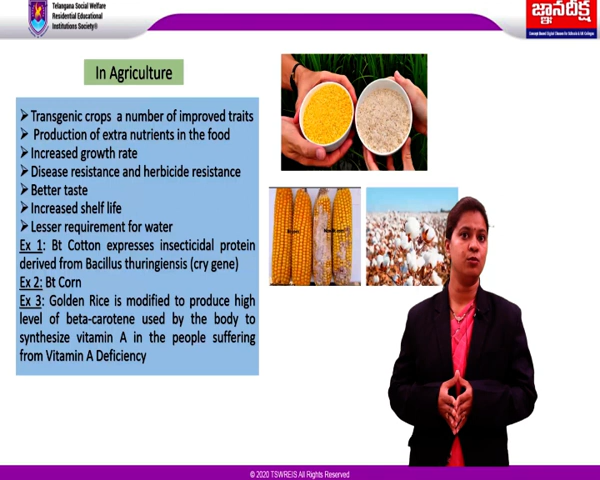 Telangana Social Welfare
Residential Educational
Institutions Society®
జ్ఞానదీక్ష
In Agriculture
➢ Transgenic crops a number of improved traits
➢ Production of extra nutrients in the food
➢ Increased growth rate
➢ Disease resistance and herbicide resistance
➢ Better taste
➢ Increased shelf life
➢ Lesser requirement for water
Ex 1: Bt Cotton expresses insecticidal protein
derived from Bacillus thuringiensis (cry gene)
Ex 2: Bt Corn
Ex 3: Golden Rice is modified to produce high
level of beta-carotene used by the body to
synthesize vitamin A in the people suffering
from Vitamin A Deficiency
© 2020 TSWREIS All Rights Reserved